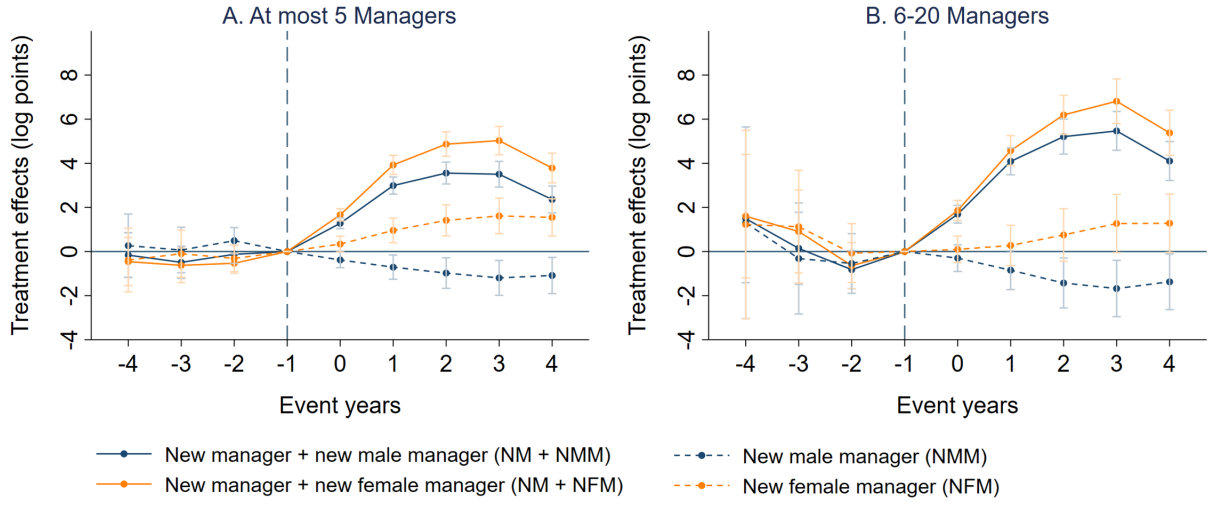 A. At most 5 Managers
Treatment effects (log points)
8
6
4
2
0
-2
-4
-4 -3 -2 -1 0 1 2 3 4
Event years
B. 6-20 Managers
Treatment effects (log points)
8
6
4
2
0
-2
-4
-4 -3 -2 -1 0 1 2 3 4
Event years
New manager + new male manager (NM + NMM)
New male manager (NMM)
New manager + new female manager (NM + NFM)
New female manager (NFM)